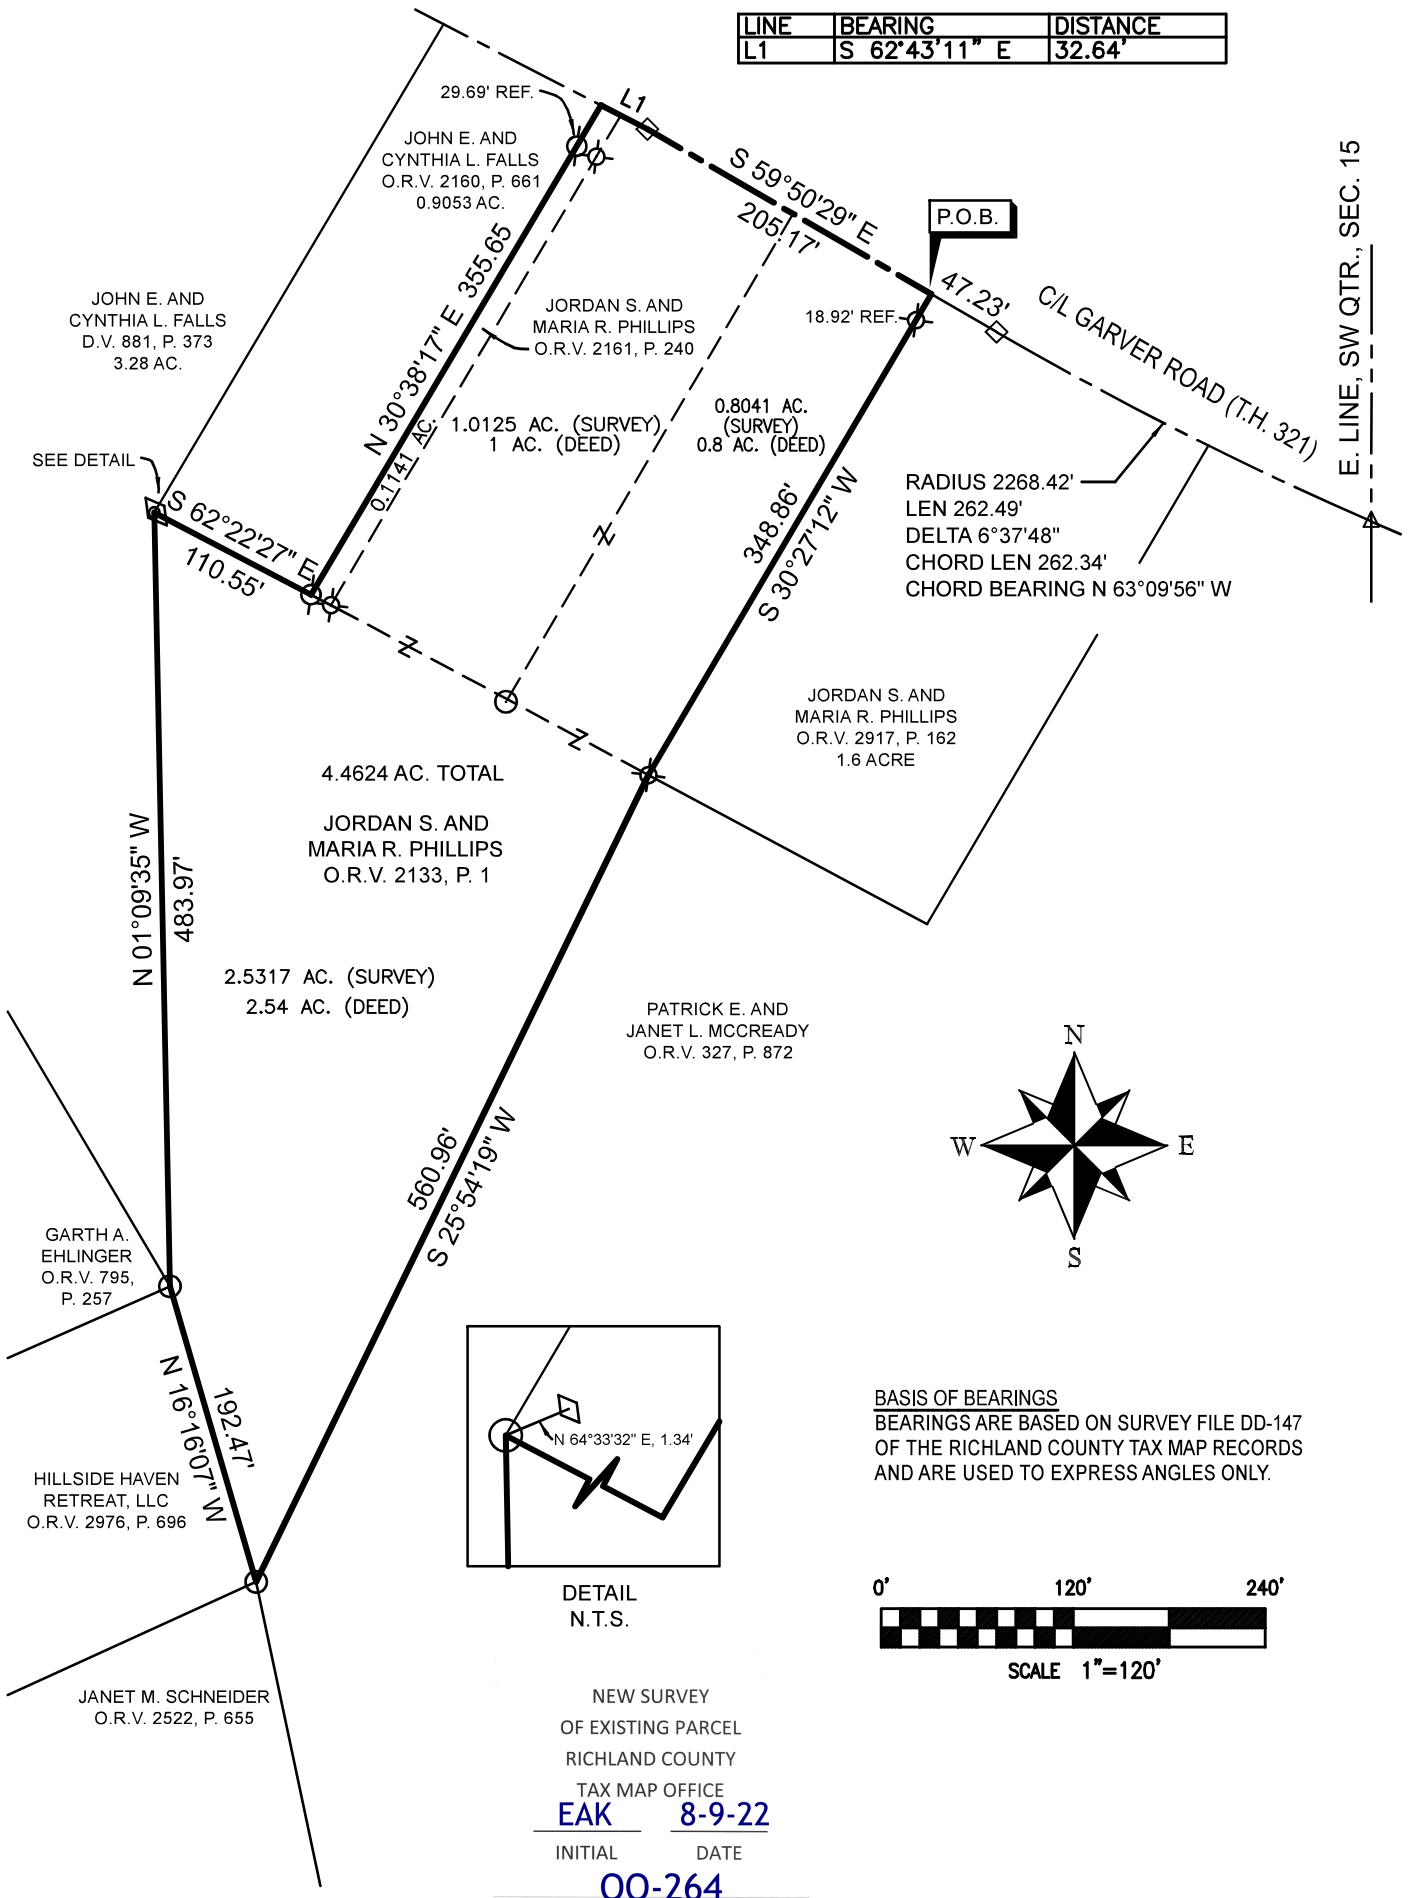 LINE BEARING DISTANCE
L1 S 62°43'11" E 32.64'
29.69' REF.
L1
JOHN E. AND
CYNTHIA L. FALLS
O.R.V. 2160, P. 661
0.9053 AC.
S 59°50'29" E
205.17'
P.O.B.
47.23'
C/L GARVER ROAD (T.H. 321)
E. LINE, SW QTR., SEC. 15
JOHN E. AND
CYNTHIA L. FALLS
D.V. 881, P. 373
3.28 AC.
N 30°38'17" E 355.65
JORDAN S. AND
MARIA R. PHILLIPS
O.R.V. 2161, P. 240
18.92' REF.
1.0125 AC. (SURVEY)
1 AC. (DEED)
0.8041 AC.
(SURVEY)
0.8 AC. (DEED)
0.1141 AC.
SEE DETAIL
S 62°22'27" E
110.55'
Z
348.86'
S 30°27'12" W
RADIUS 2268.42'
LEN 262.49'
DELTA 6°37'48"
CHORD LEN 262.34'
CHORD BEARING N 63°09'56" W
Z
Z
JORDAN S. AND
MARIA R. PHILLIPS
O.R.V. 2917, P. 162
1.6 ACRE
4.4624 AC. TOTAL
JORDAN S. AND
MARIA R. PHILLIPS
O.R.V. 2133, P. 1
N 01°09'35" W
483.97'
2.5317 AC. (SURVEY)
2.54 AC. (DEED)
PATRICK E. AND
JANET L. MCCREADY
O.R.V. 327, P. 872
560.96'
S 25°54'19" W
N
W E
S
GARTH A.
EHLINGER
O.R.V. 795,
P. 257
N 16°16'07" W
192.47'
N 64°33'32" E, 1.34'
DETAIL
N.T.S.
BASIS OF BEARINGS
BEARINGS ARE BASED ON SURVEY FILE DD-147
OF THE RICHLAND COUNTY TAX MAP RECORDS
AND ARE USED TO EXPRESS ANGLES ONLY.
HILLSIDE HAVEN
RETREAT, LLC
O.R.V. 2976, P. 696
0' 120' 240'
SCALE 1"=120'
JANET M. SCHNEIDER
O.R.V. 2522, P. 655
NEW SURVEY
OF EXISTING PARCEL
RICHLAND COUNTY
TAX MAP OFFICE
EAK 8-9-22
INITIAL DATE
OO-264